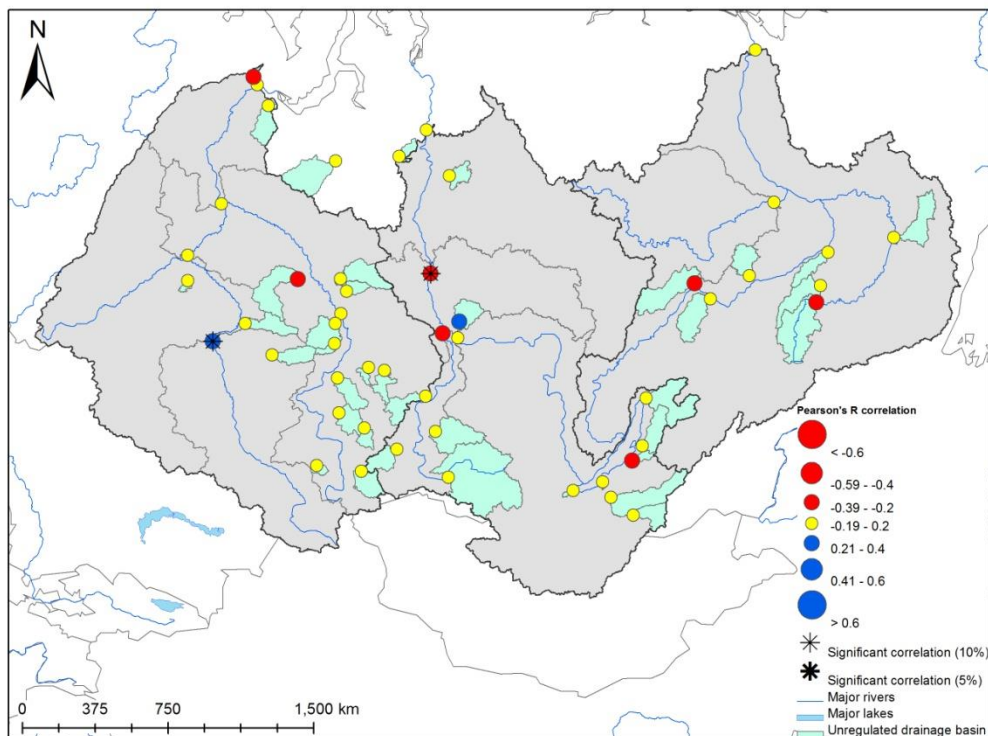 N
Pearson's R correlation
< -0.6
-0.59 - -0.4
-0.39 - -0.2
-0.19 - 0.2
0.21 - 0.4
0.41 - 0.6
> 0.6
Significant correlation (10%)
Significant correlation (5%)
Major rivers
Major lakes
Unregulated drainage basin
0 375 750 1,500 km